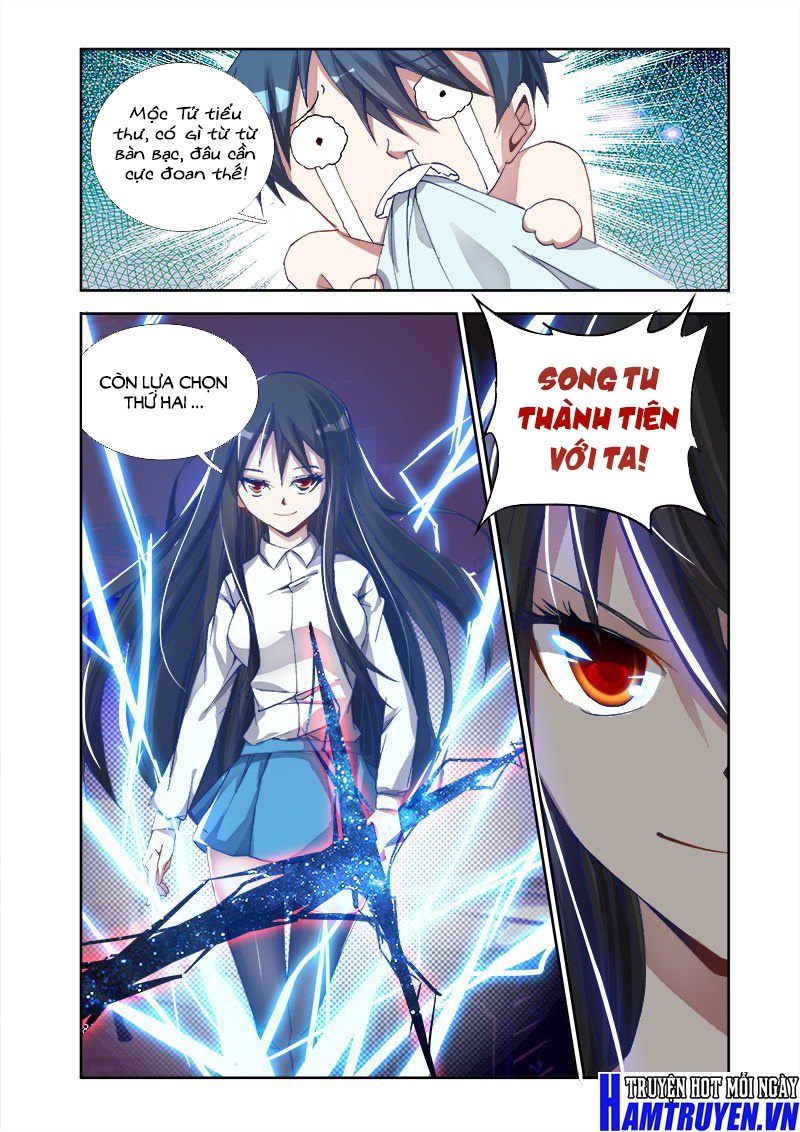 Mộc Tử tiểu
thư, có gì từ từ
bàn bạc, đâu cần
cực đoan thế!
CÒN LỰA CHỌN
THỨ HAI ...
SONG TU
THÀNH TIÊN
VỚI TA!
TRUYỆN HOT MỖI NGÀY
HAMTRUYEN.VN